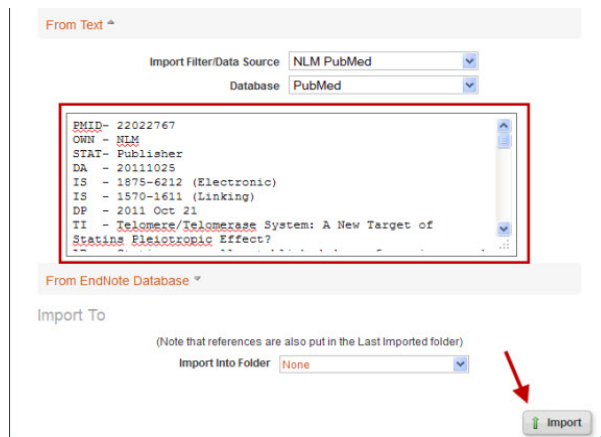 From Text
Import Filter/Data Source NLM PubMed
Database PubMed
PMID- 22022767
OWN - NLM
STAT- Publisher
DA - 20111025
IS - 1875-6212 (Electronic)
IS - 1570-1611 (Linking)
DP - 2011 Oct 21
TI - Telomere/Telomerase System: A New Target of
Statins Pleiotropic Effect?
From EndNote Database
Import To
(Note that references are also put in the Last Imported folder)
Import Into Folder None
Import